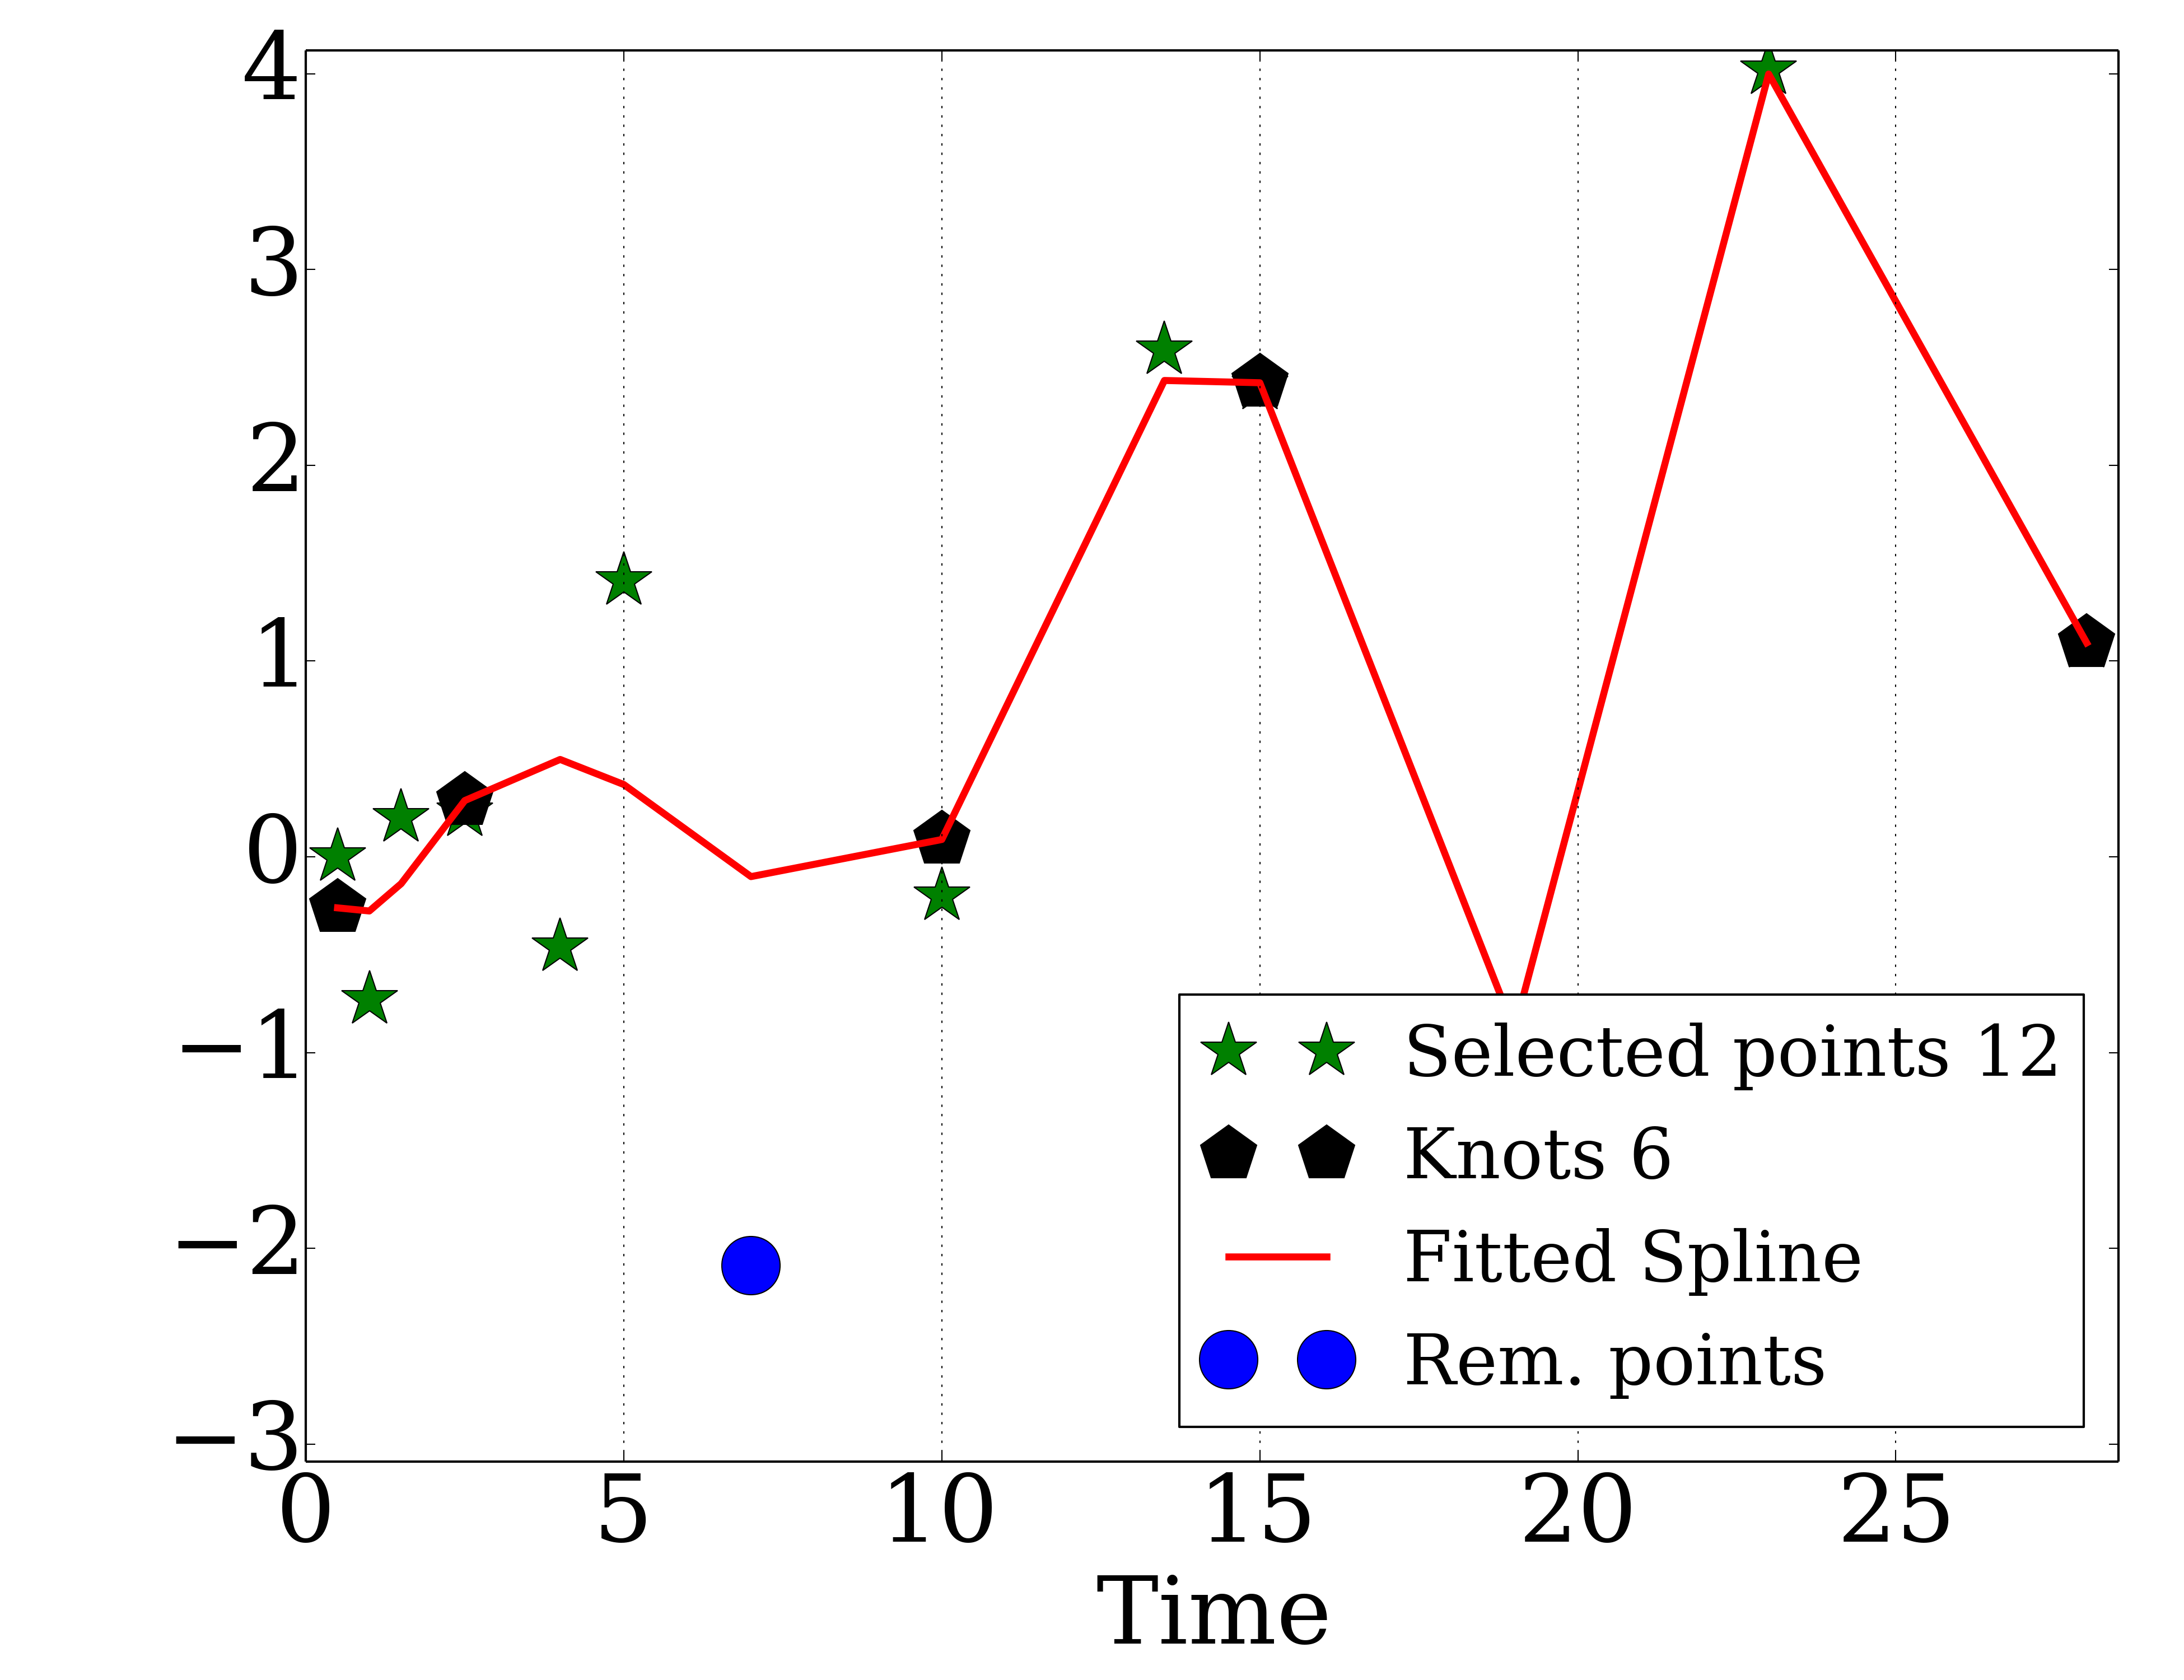 4
3
2
1
0
−1
−2
−3
0 5 10 15 20 25
Time
Selected points 12
Knots 6
Fitted Spline
Rem. points